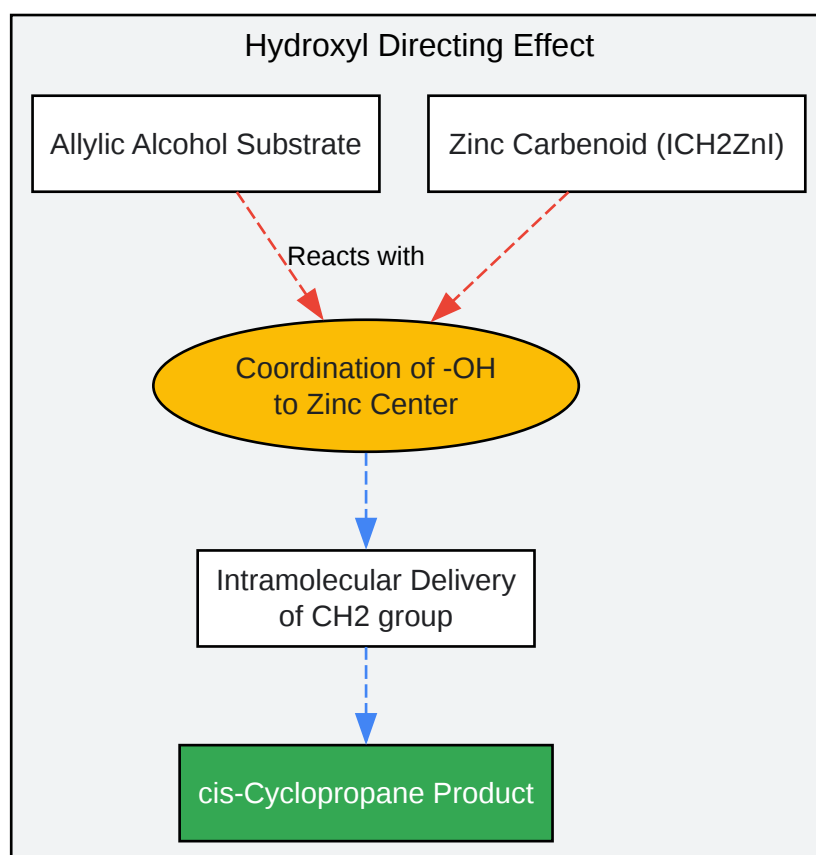 Hydroxyl Directing Effect
Allylic Alcohol Substrate
Zinc Carbenoid (ICH2ZnI)
Reacts with
Coordination of -OH
to Zinc Center
Intramolecular Delivery
of CH2 group
cis-Cyclopropane Product